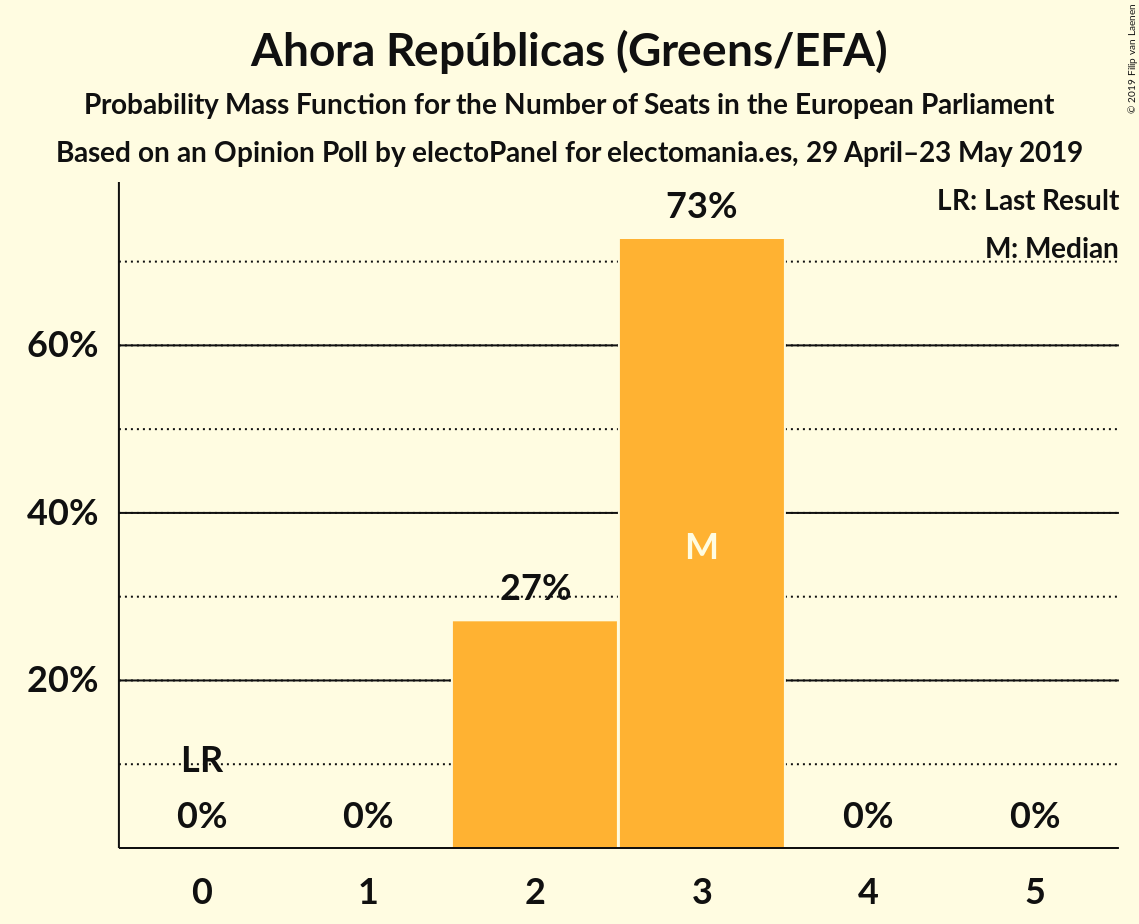 Ahora Repúblicas (Greens/EFA)
Probability Mass Function for the Number of Seats in the European Parliament
Based on an Opinion Poll by electoPanel for electomania.es, 29 April–23 May 2019
© 2019 Filip van Laenen
LR: Last Result
M: Median
73%
60%
40%
M
27%
20%
LR
0% 0% 0% 0%
0 1 2 3 4 5